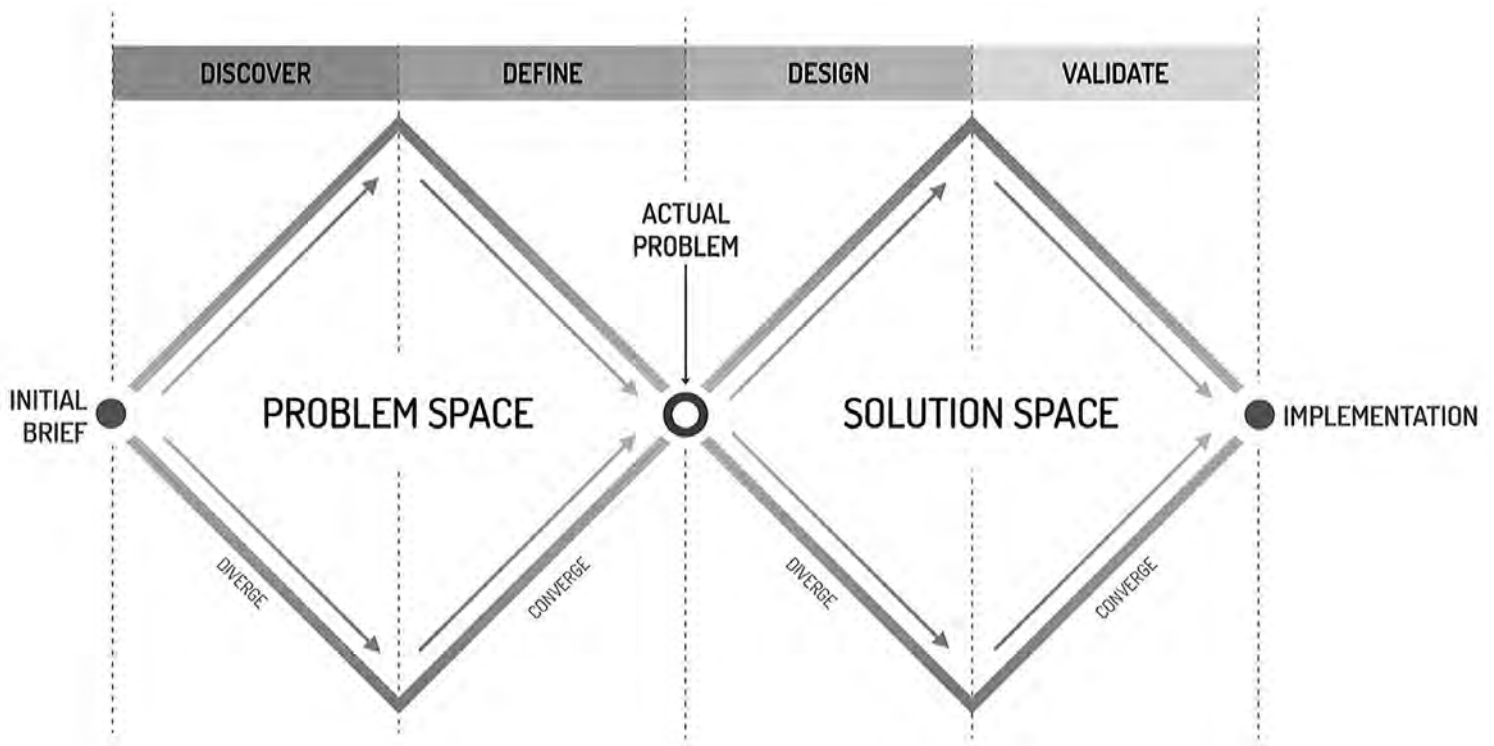 DISCOVER
DEFINE
DESIGN
VALIDATE
ACTUAL
PROBLEM
INITIAL
BRIEF
PROBLEM SPACE
SOLUTION SPACE
IMPLEMENTATION
DIVERGE
CONVERGE
DIVERGE
CONVERGE